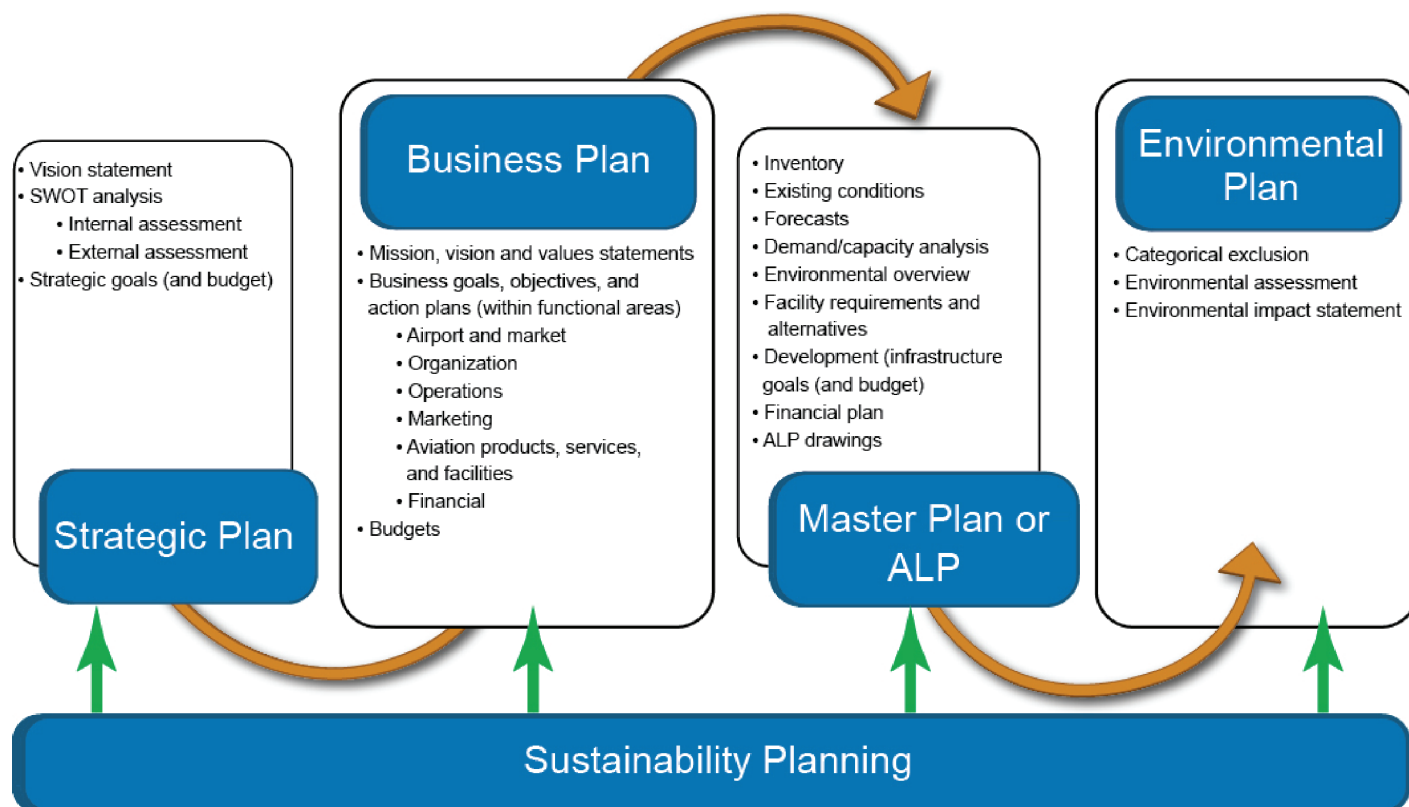 • Vision statement
• SWOT analysis
• Internal assessment
• External assessment
• Strategic goals (and budget)
Strategic Plan
Business Plan
• Mission, vision and values statements
• Business goals, objectives, and
action plans (within functional areas)
• Airport and market
• Organization
• Operations
• Marketing
• Aviation products, services,
and facilities
• Financial
• Budgets
• Inventory
• Existing conditions
• Forecasts
• Demand/capacity analysis
• Environmental overview
• Facility requirements and
alternatives
• Development (infrastructure
goals (and budget)
• Financial plan
• ALP drawings
Master Plan or
ALP
Environmental
Plan
• Categorical exclusion
• Environmental assessment
• Environmental impact statement
Sustainability Planning